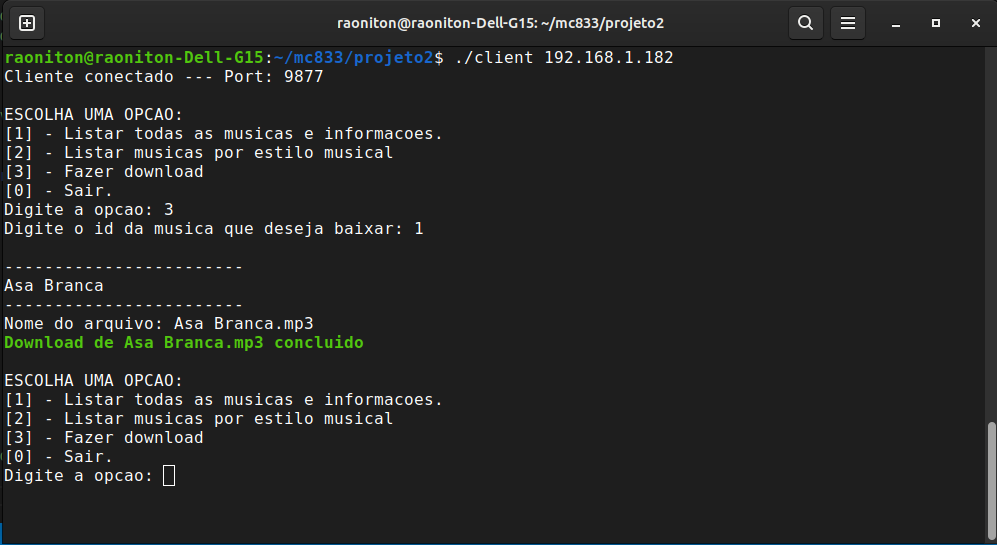 raoniton@raoniton-Dell-G15: ~/mc833/projeto2
raoniton@raoniton-Dell-G15:~/mc833/projeto2$ ./client 192.168.1.182
Cliente conectado --- Port: 9877
ESCOLHA UMA OPCAO:
[1] - Listar todas as musicas e informacoes.
[2] - Listar musicas por estilo musical
[3] - Fazer download
[0] - Sair.
Digite a opcao: 3
Digite o id da musica que deseja baixar: 1
------------------------
Asa Branca
------------------------
Nome do arquivo: Asa Branca.mp3
Download de Asa Branca.mp3 concluido
ESCOLHA UMA OPCAO:
[1] - Listar todas as musicas e informacoes.
[2] - Listar musicas por estilo musical
[3] - Fazer download
[0] - Sair.
Digite a opcao: